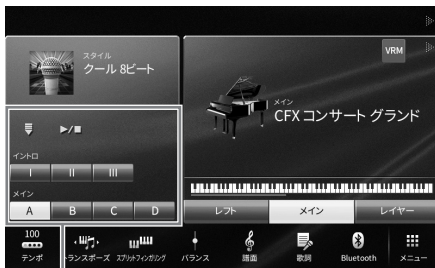 スタイル
クール 8ビート
イントロ
I II III
メイン
A B C D
VRM
メイン
CFX コンサート グランド
レフト メイン レイヤー
100
テンポ
トランスポーズ
スプリットフィンガリング
バランス
譜面
歌詞
Bluetooth
メニュー